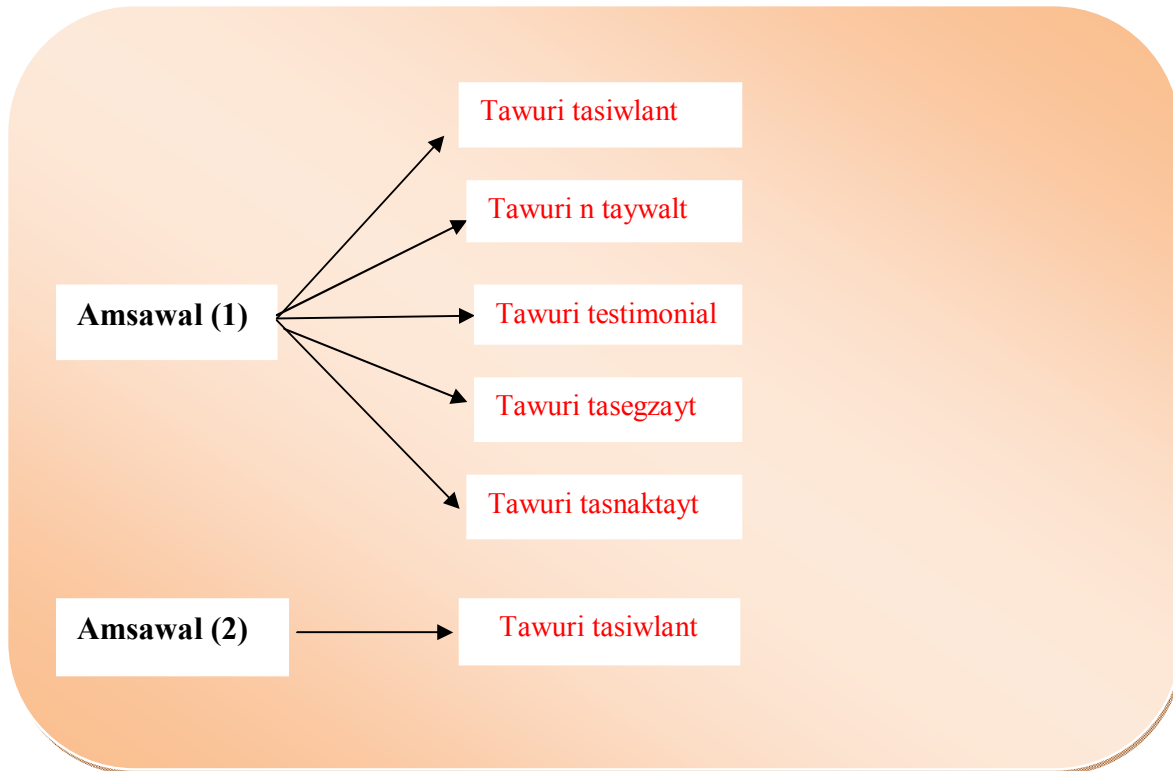 Tawuri tasiwlant
Tawuri n taywalt
Amsawal (1)
Tawuri testimonial
Tawuri tasegzayt
Tawuri tasnaktayt
Amsawal (2)
Tawuri tasiwlant